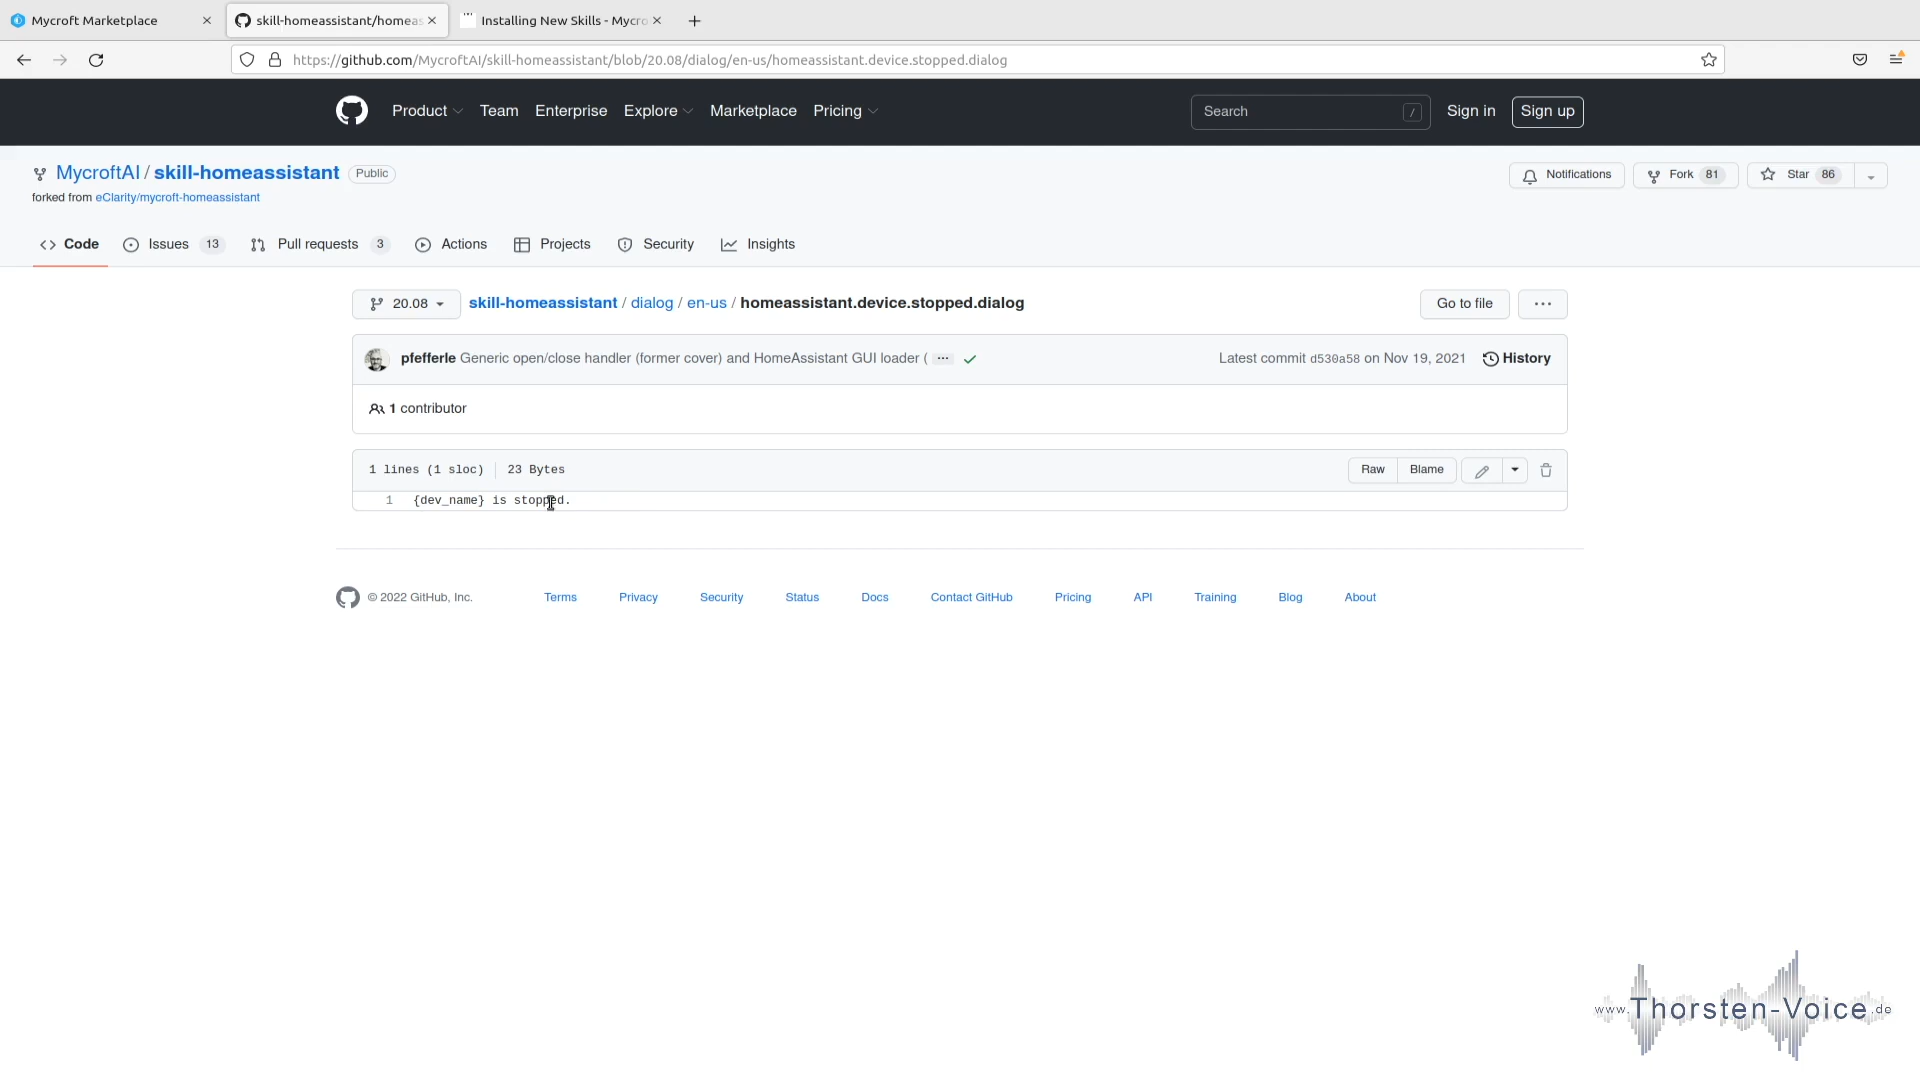 Mycroft Marketplace
skill-homeassistant/homeas
Installing New Skills - Mycro
https://github.com/MycroftAI/skill-homeassistant/blob/20.08/dialog/en-us/homeassistant.device.stopped.dialog
Product Team Enterprise Explore Marketplace Pricing Search / Sign in Sign up
MycroftAI / skill-homeassistant Public
Notifications Fork 81 Star 86
forked from eClarity/mycroft-homeassistant
Code Issues 13 Pull requests 3 Actions Projects Security Insights
20.08 skill-homeassistant / dialog / en-us / homeassistant.device.stopped.dialog Go to file ...
pfefferle Generic open/close handler (former cover) and HomeAssistant GUI loader ( ... Latest commit d530a58 on Nov 19, 2021 History
1 contributor
1 lines (1 sloc) 23 Bytes Raw Blame
1 {dev_name} is stopped.
© 2022 GitHub, Inc. Terms Privacy Security Status Docs Contact GitHub Pricing API Training Blog About
www.Thorsten-Voice.de